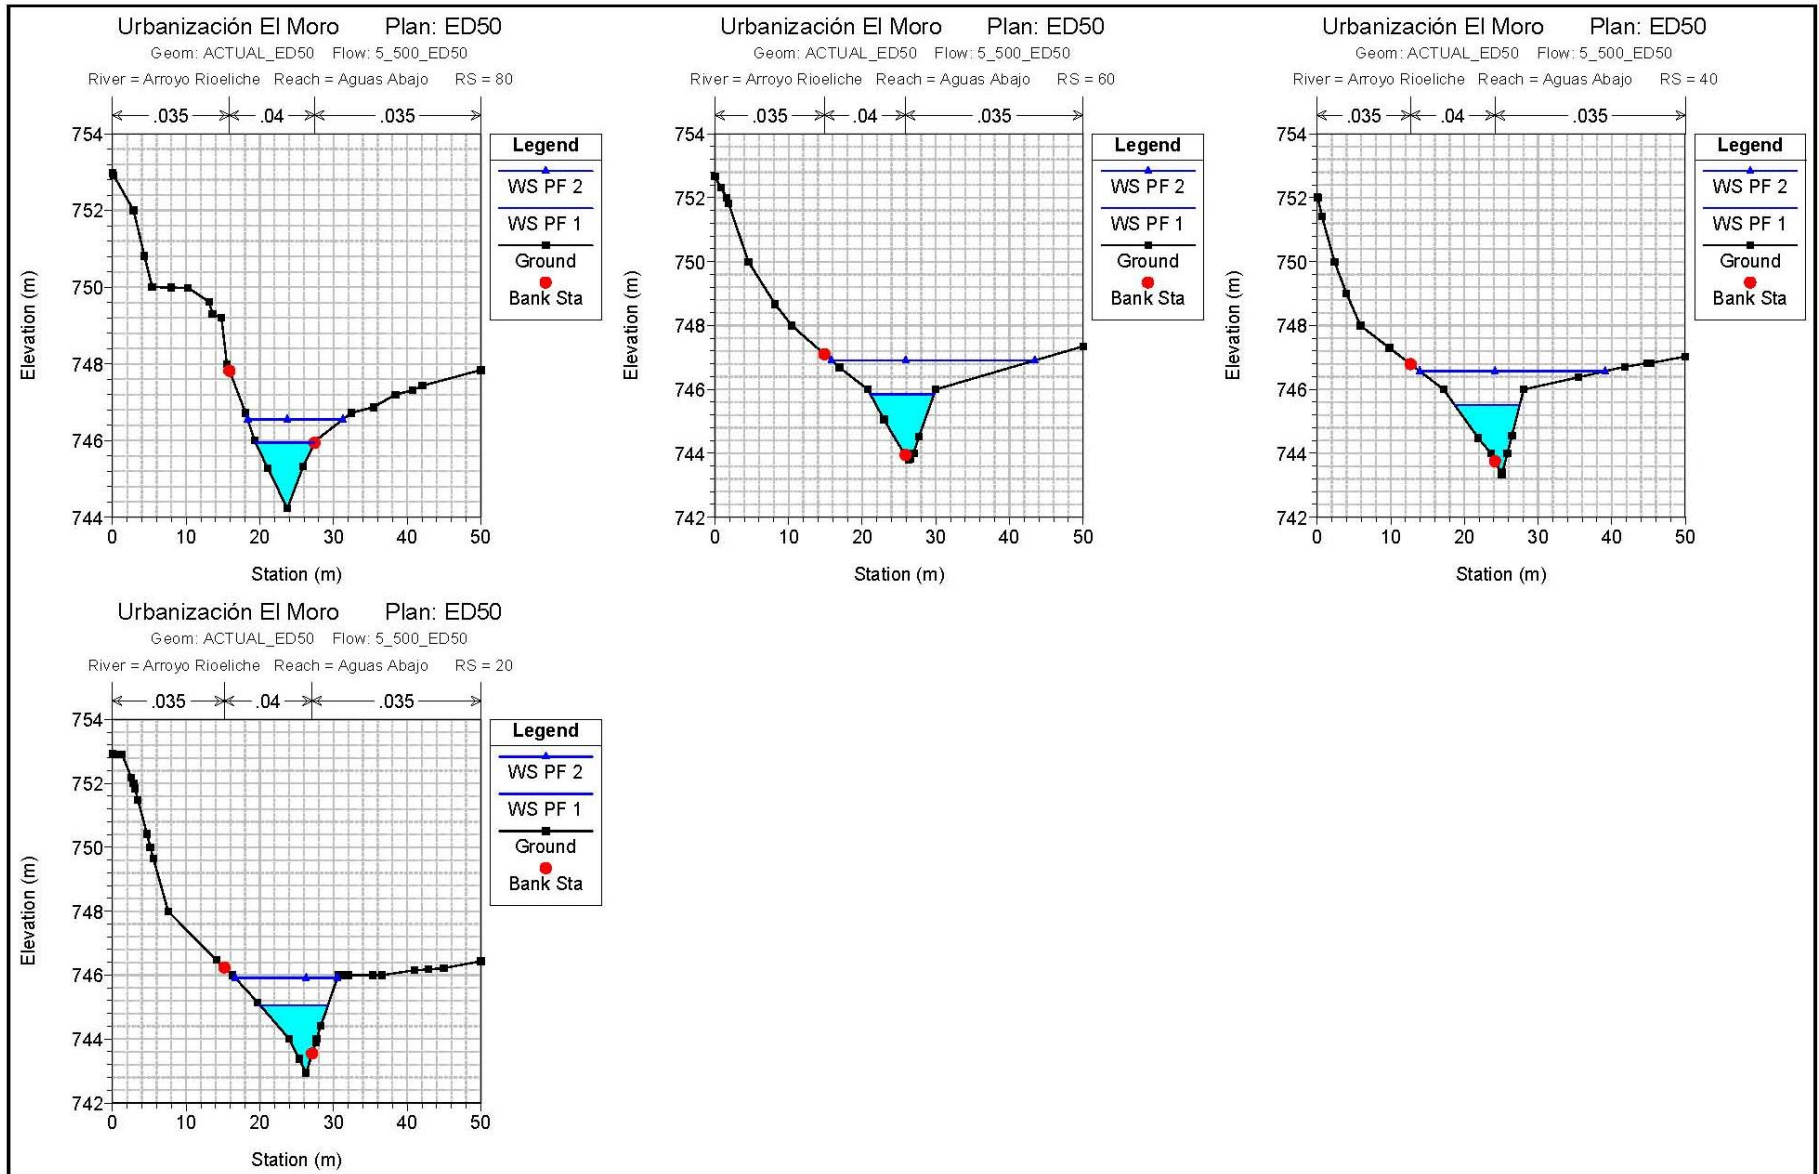 Urbanización El Moro Plan: ED50
Geom: ACTUAL_ED50 Flow: 5_500_ED50
River = Arroyo Rioeliche Reach = Aguas Abajo RS = 80
.035 .04 .035
754
752
750
748
746
744
Elevation (m)
0 10 20 30 40 50
Station (m)
Legend
WS PF 2
WS PF 1
Ground
Bank Sta
Urbanización El Moro Plan: ED50
Geom: ACTUAL_ED50 Flow: 5_500_ED50
River = Arroyo Rioeliche Reach = Aguas Abajo RS = 60
.035 .04 .035
754
752
750
748
746
744
742
Elevation (m)
0 10 20 30 40 50
Station (m)
Legend
WS PF 2
WS PF 1
Ground
Bank Sta
Urbanización El Moro Plan: ED50
Geom: ACTUAL_ED50 Flow: 5_500_ED50
River = Arroyo Rioeliche Reach = Aguas Abajo RS = 40
.035 .04 .035
754
752
750
748
746
744
742
Elevation (m)
0 10 20 30 40 50
Station (m)
Legend
WS PF 2
WS PF 1
Ground
Bank Sta
Urbanización El Moro Plan: ED50
Geom: ACTUAL_ED50 Flow: 5_500_ED50
River = Arroyo Rioeliche Reach = Aguas Abajo RS = 20
.035 .04 .035
754
752
750
748
746
744
742
Elevation (m)
0 10 20 30 40 50
Station (m)
Legend
WS PF 2
WS PF 1
Ground
Bank Sta